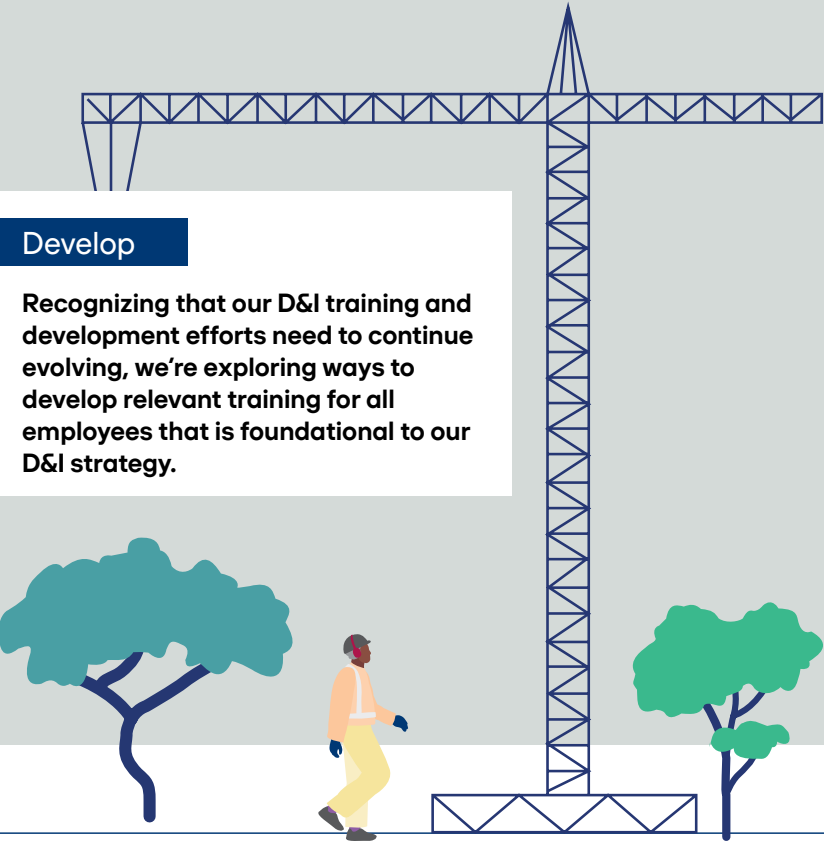 Develop
Recognizing that our D&I training and
development efforts need to continue
evolving, we’re exploring ways to
develop relevant training for all
employees that is foundational to our
D&I strategy.